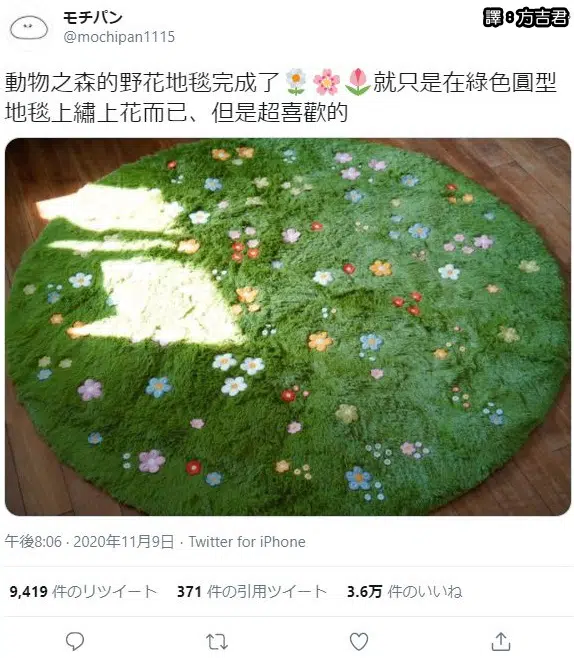 モチパン
@mochipan1115
譯:方吉君
動物之森的野花地毯完成了🌼🌸🌷就只是在綠色圓型
地毯上繡上花而已、但是超喜歡的
午後8:06 · 2020年11月9日 · Twitter for iPhone
9,419 件のリツイート 371 件の引用ツイート 3.6万 件のいいね